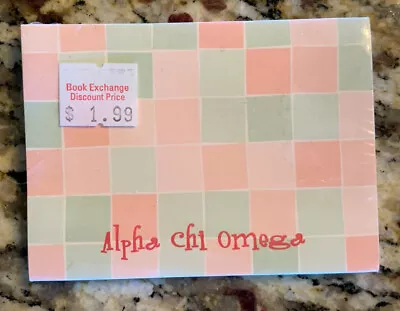 Book Exchange
Discount Price
$ 1.99
Alpha Chi Omega